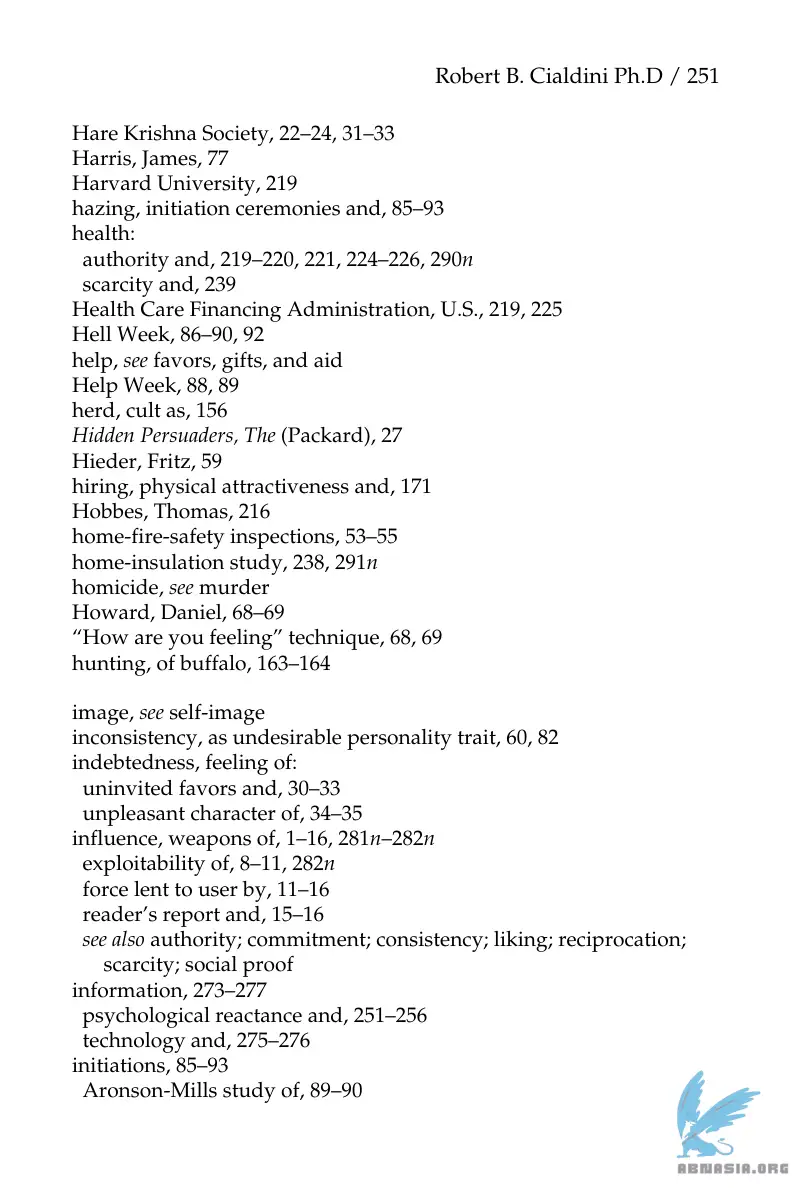 Robert B. Cialdini Ph.D / 251
Hare Krishna Society, 22–24, 31–33
Harris, James, 77
Harvard University, 219
hazing, initiation ceremonies and, 85–93
health:
authority and, 219–220, 221, 224–226, 290n
scarcity and, 239
Health Care Financing Administration, U.S., 219, 225
Hell Week, 86–90, 92
help, see favors, gifts, and aid
Help Week, 88, 89
herd, cult as, 156
Hidden Persuaders, The (Packard), 27
Hieder, Fritz, 59
hiring, physical attractiveness and, 171
Hobbes, Thomas, 216
home-fire-safety inspections, 53–55
home-insulation study, 238, 291n
homicide, see murder
Howard, Daniel, 68–69
“How are you feeling” technique, 68, 69
hunting, of buffalo, 163–164
image, see self-image
inconsistency, as undesirable personality trait, 60, 82
indebtedness, feeling of:
uninvited favors and, 30–33
unpleasant character of, 34–35
influence, weapons of, 1–16, 281n–282n
exploitability of, 8–11, 282n
force lent to user by, 11–16
reader’s report and, 15–16
see also authority; commitment; consistency; liking; reciprocation;
scarcity; social proof
information, 273–277
psychological reactance and, 251–256
technology and, 275–276
initiations, 85–93
Aronson-Mills study of, 89–90
ABNASIA.ORG